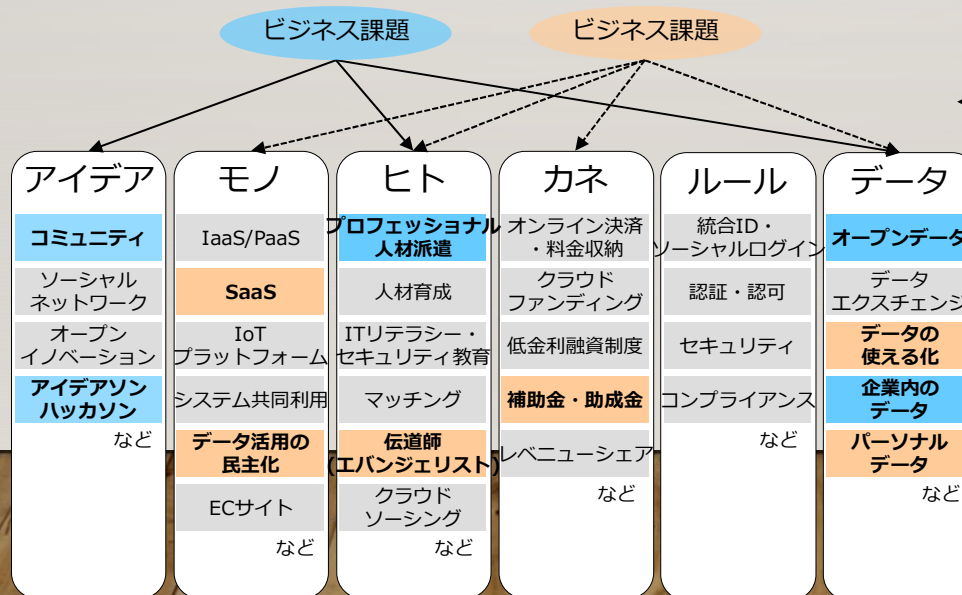 ビジネス課題
ビジネス課題
アイデア
コミュニティ
ソーシャル
ネットワーク
オープン
イノベーション
アイデアソン
ハッカソン
など
モノ
IaaS/PaaS
SaaS
IoT
プラットフォーム
システム共同利用
データ活用の
民主化
ECサイト
など
ヒト
プロフェッショナル
人材派遣
人材育成
ITリテラシー・
セキュリティ教育
マッチング
伝道師
(エバンジェリスト)
クラウド
ソーシング
など
カネ
オンライン決済
・料金収納
クラウド
ファンディング
低金利融資制度
補助金・助成金
レベニューシェア
など
ルール
統合ID・
ソーシャルログイン
認証・認可
セキュリティ
コンプライアンス
など
データ
オープンデータ
データ
エクスチェンジ
データの
使える化
企業内の
データ
パーソナル
データ
など